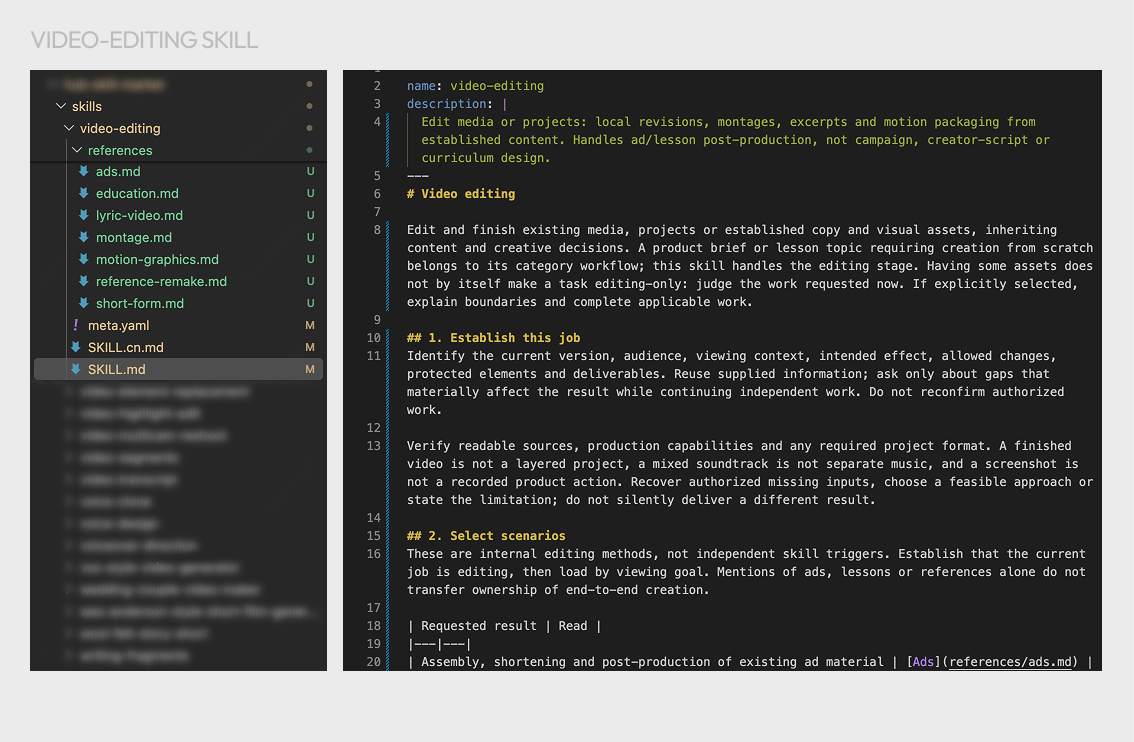 VIDEO-EDITING SKILL
skills
video-editing
references
ads.md U
education.md U
lyric-video.md U
montage.md U
motion-graphics.md U
reference-remake.md U
short-form.md U
! meta.yaml M
SKILL.cn.md M
SKILL.md M
2 name: video-editing
3 description: |
4 Edit media or projects: local revisions, montages, excerpts and motion packaging from
established content. Handles ad/lesson post-production, not campaign, creator-script or
curriculum design.
5 ---
6 # Video editing
7
8 Edit and finish existing media, projects or established copy and visual assets, inheriting
content and creative decisions. A product brief or lesson topic requiring creation from scratch
belongs to its category workflow; this skill handles the editing stage. Having some assets does
not by itself make a task editing-only: judge the work requested now. If explicitly selected,
explain boundaries and complete applicable work.
9
10 ## 1. Establish this job
11 Identify the current version, audience, viewing context, intended effect, allowed changes,
protected elements and deliverables. Reuse supplied information; ask only about gaps that
materially affect the result while continuing independent work. Do not reconfirm authorized
work.
12
13 Verify readable sources, production capabilities and any required project format. A finished
video is not a layered project, a mixed soundtrack is not separate music, and a screenshot is
not a recorded product action. Recover authorized missing inputs, choose a feasible approach or
state the limitation; do not silently deliver a different result.
14
15 ## 2. Select scenarios
16 These are internal editing methods, not independent skill triggers. Establish that the current
job is editing, then load by viewing goal. Mentions of ads, lessons or references alone do not
transfer ownership of end-to-end creation.
17
18 | Requested result | Read |
19 |---|---|
20 | Assembly, shortening and post-production of existing ad material | [Ads](references/ads.md) |